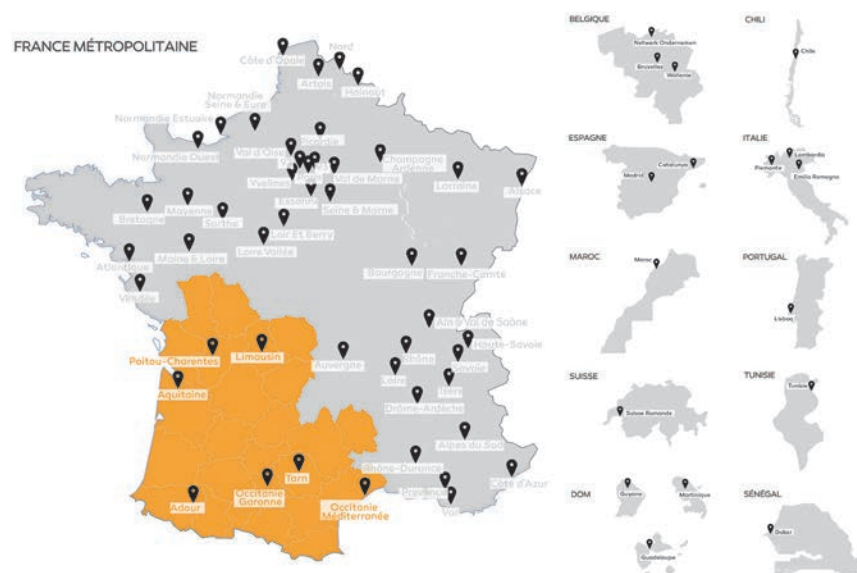 FRANCE MÉTROPOLITAINE
Côte d'Opale
Nord
Artois
Hainaut
Normandie
Seine & Eure
Normandie Estuaire
Normandie Ouest
Picardie
Val d'Oise
Champagne
Ardenne
Yvelines
Val de Marne
Essonne
Seine & Marne
Lorraine
Alsace
Bretagne
Mayenne
Sarthe
Loir Et Berry
Loire Vallée
Maine & Loire
Atlantique
Vendée
Bourgogne
Franche-Comté
Poitou-Charentes
Limousin
Aquitaine
Auvergne
Ain & Val de Saône
Haute-Savoie
Rhône
Loire
Savoie
Isère
Drôme-Ardèche
Alpes du Sud
Rhône-Durance
Provence
Var
Côte d'Azur
Adour
Occitanie
Garonne
Tarn
Occitanie
Méditerranée
BELGIQUE
Netwerk Ondernemen
Bruxelles
Wallonie
CHILI
Chile
ESPAGNE
Madrid
Catalunya
ITALIE
Piemonte
Lombardia
Emilia Romagna
MAROC
Maroc
PORTUGAL
Lisboa
SUISSE
Suisse Romande
TUNISIE
Tunisie
DOM
Guyane
Martinique
Guadeloupe
SÉNÉGAL
Dakar